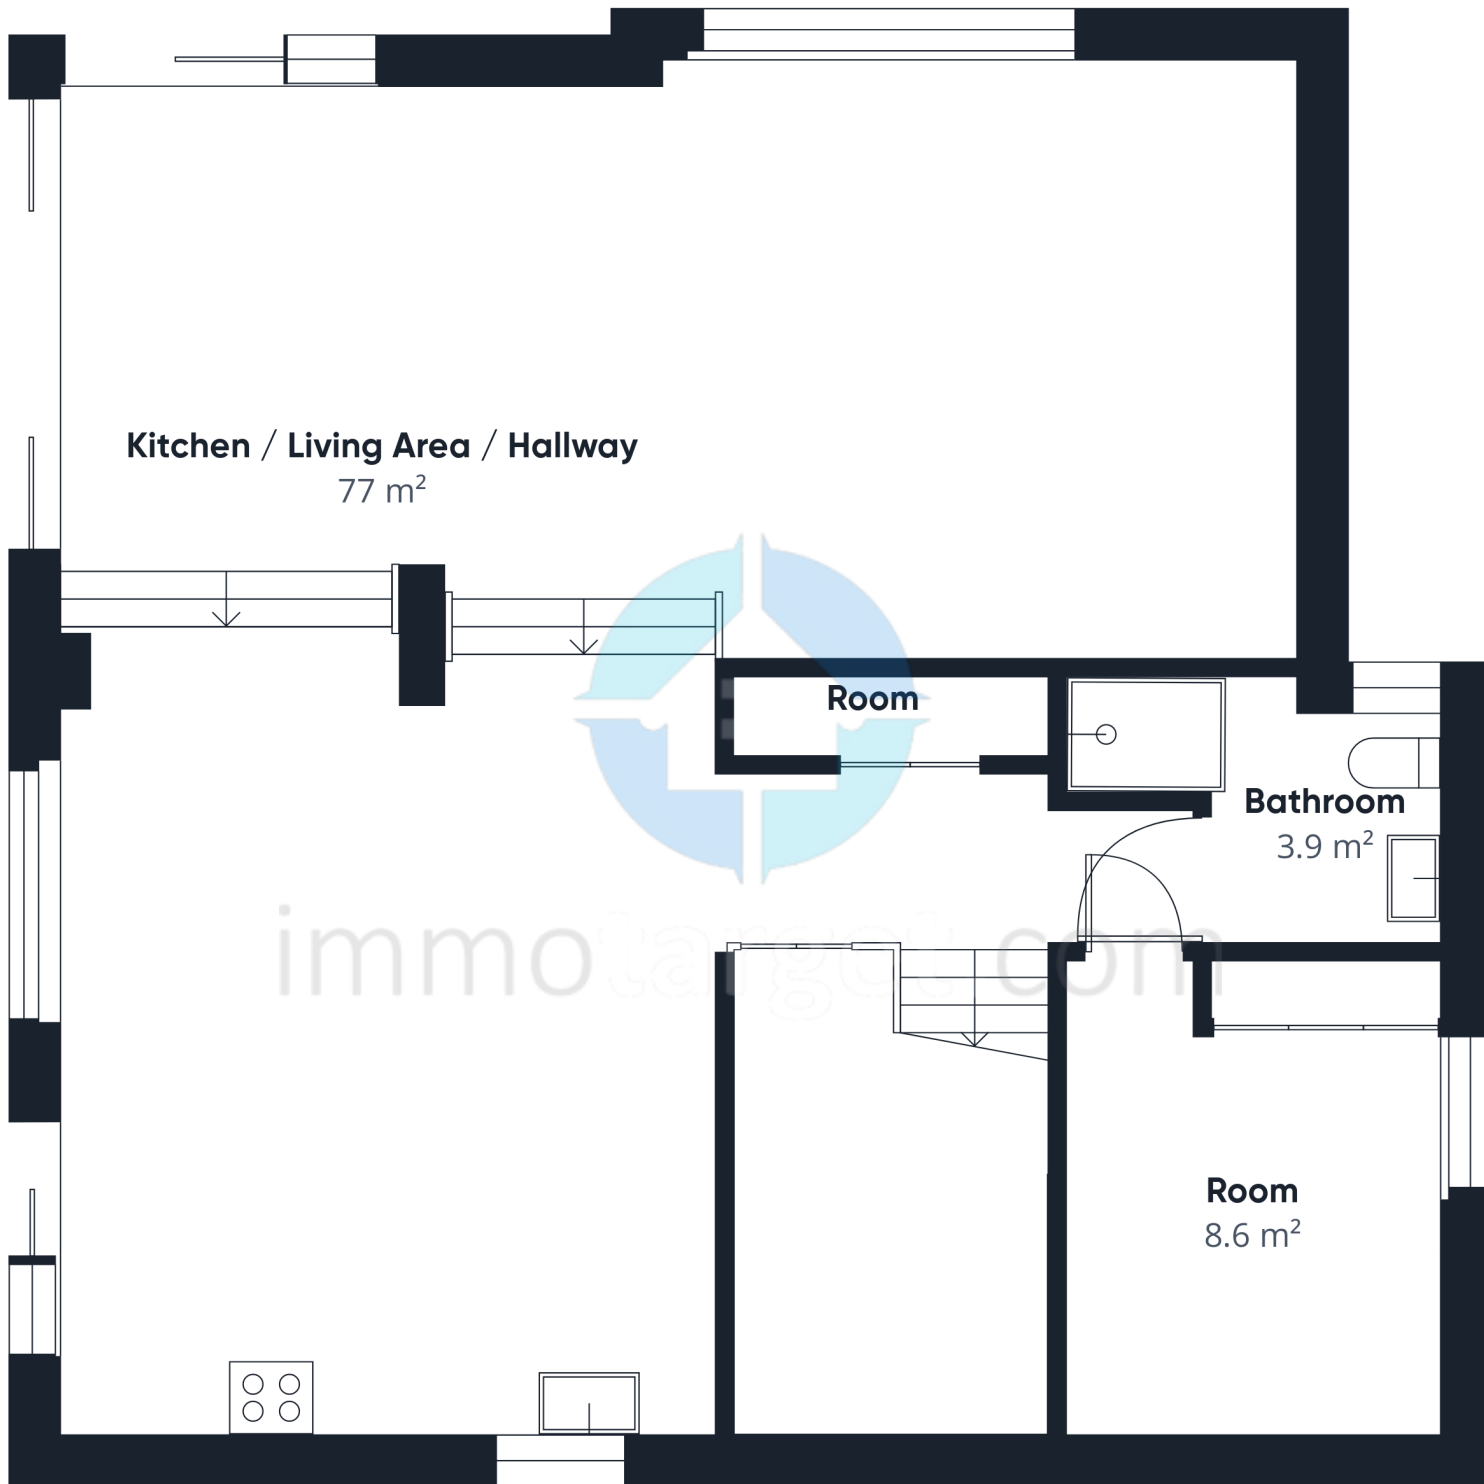 Kitchen / Living Area / Hallway
77 m²
Room
Bathroom
3.9 m²
immotarget.com
Room
8.6 m²